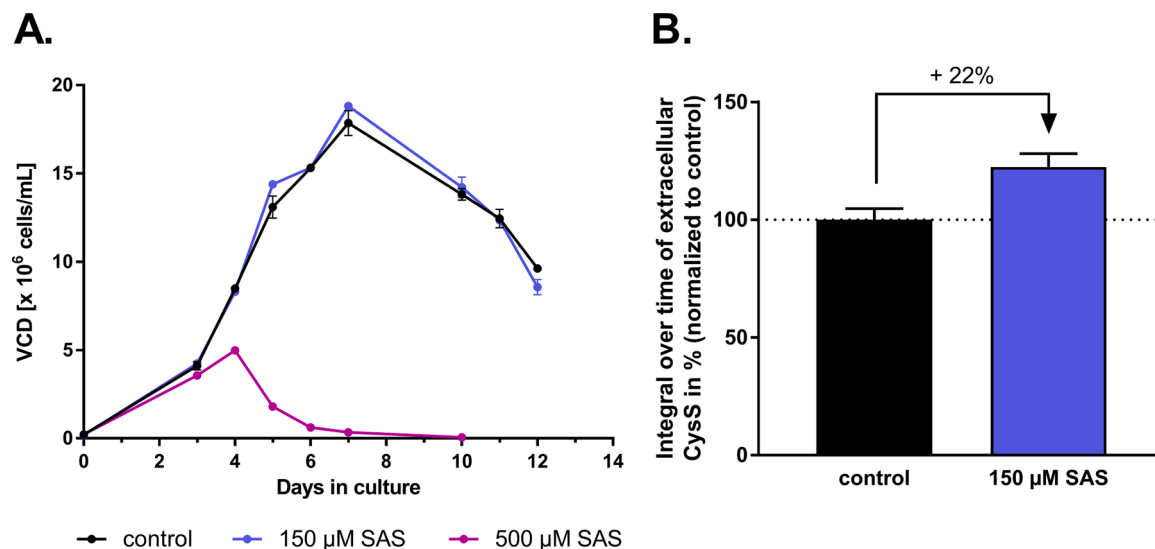 A.
VCD [x 10⁶ cells/mL]
20
15
10
5
0
0 2 4 6 8 10 12 14
Days in culture
control 150 µM SAS 500 µM SAS
B.
+ 22%
Integral over time of extracellular
CysS in % (normalized to control)
150
100
50
0
control 150 µM SAS